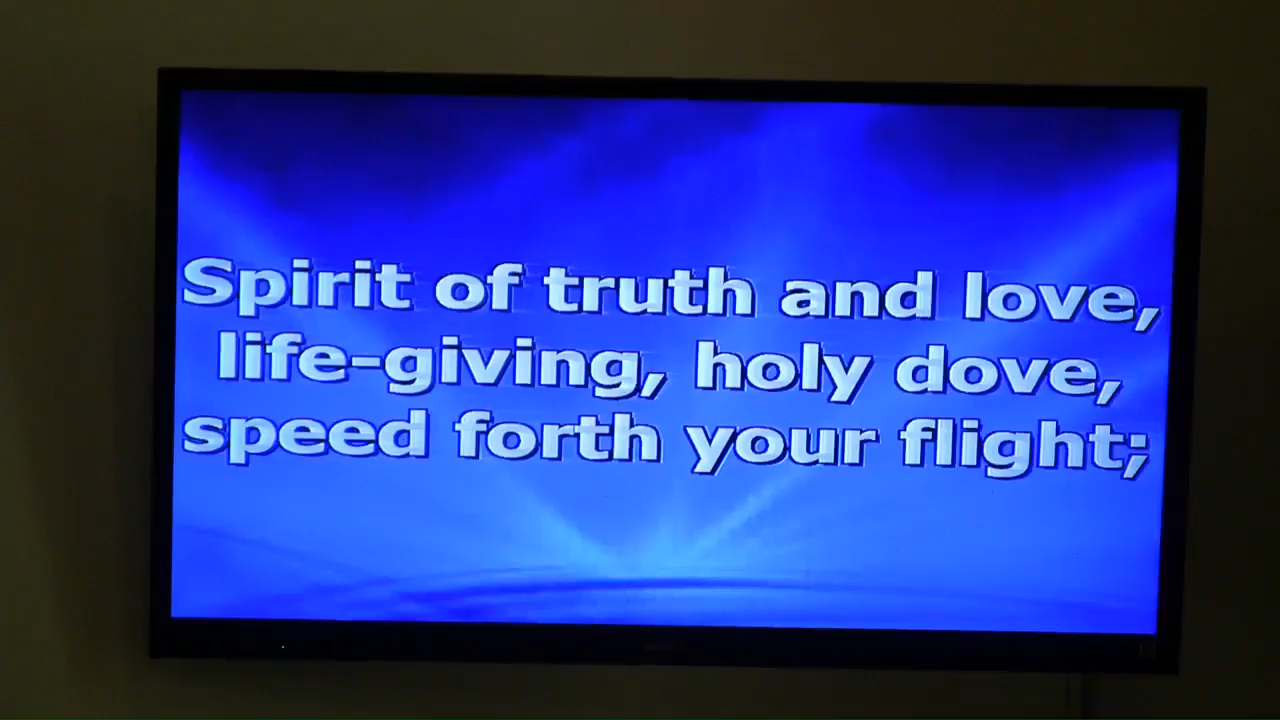 Spirit of truth and love,
life-giving, holy dove,
speed forth your flight;